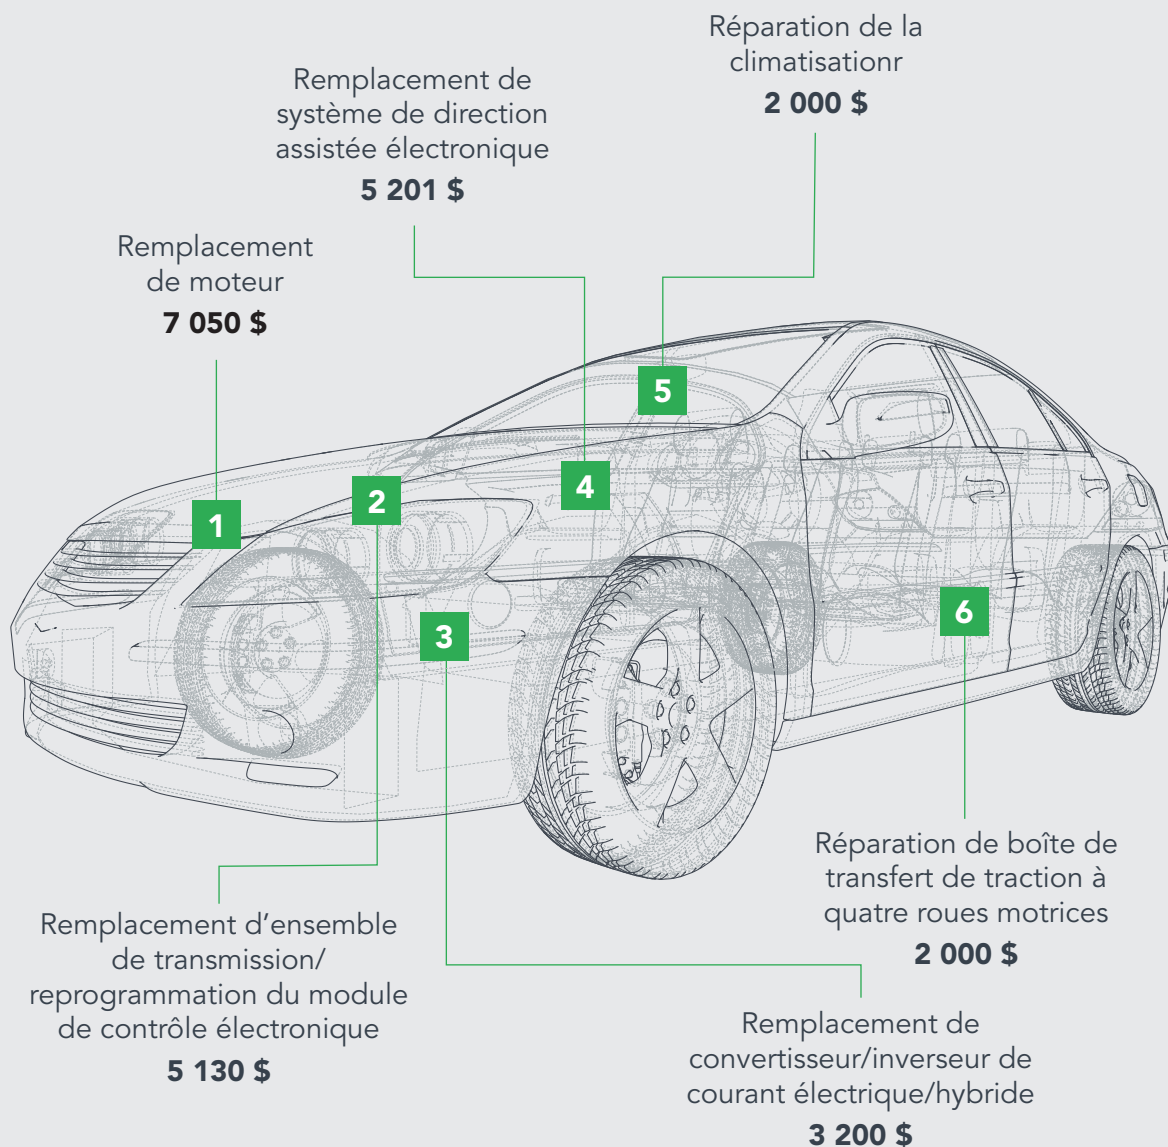 Réparation de la
climatisationr
2 000 $
Remplacement de
système de direction
assistée électronique
5 201 $
Remplacement
de moteur
7 050 $
5
4
2
1
6
3
Réparation de boîte de
transfert de traction à
quatre roues motrices
2 000 $
Remplacement d’ensemble
de transmission/
reprogrammation du module
de contrôle électronique
5 130 $
Remplacement de
convertisseur/inverseur de
courant électrique/hybride
3 200 $